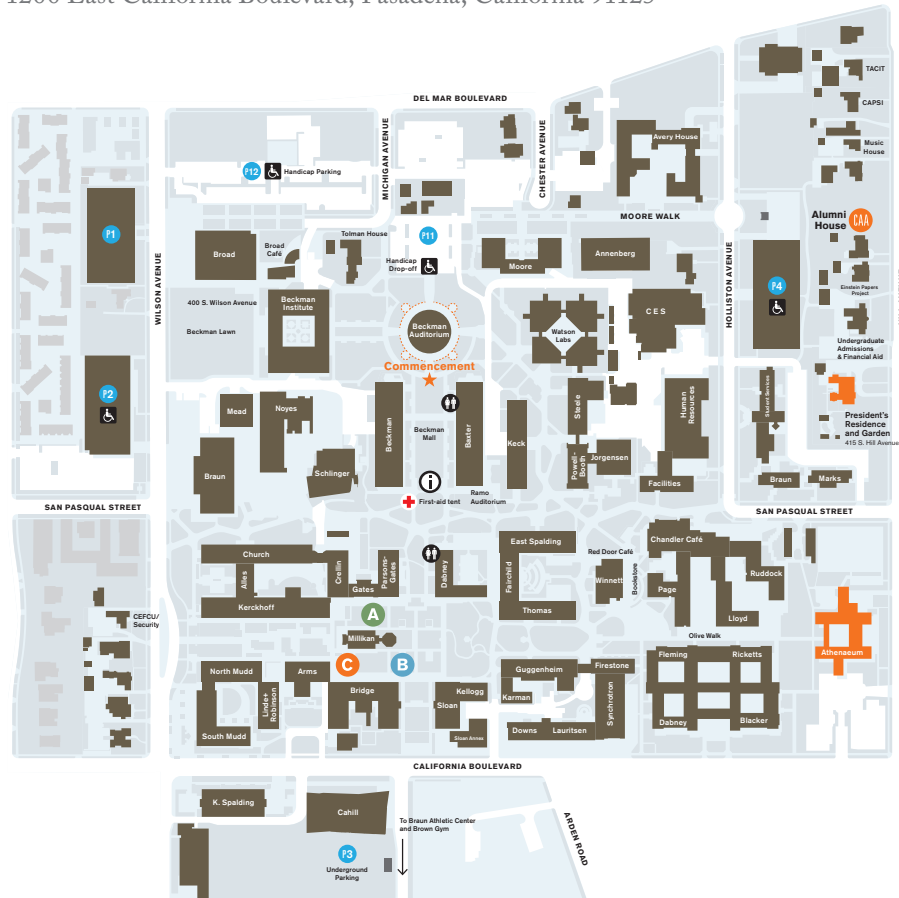 1200 East California Boulevard, Pasadena, California 91125
TACIT
DEL MAR BOULEVARD
CAPSI
MICHIGAN AVENUE
CHESTER AVENUE
Avery House
Music
House
P12
Handicap Parking
MOORE WALK
Alumni
House
CAA
P1
Tolman House
P11
Broad
Broad
Café
Handicap
Drop-off
Moore
Annenberg
WILSON AVENUE
HOLLISTON AVENUE
P4
Einstein Papers
Project
400 S. Wilson Avenue
Beckman
Institute
Beckman Lawn
Beckman
Auditorium
Watson
Labs
C E S
Undergraduate
Admissions
& Financial Aid
Commencement
P2
Mead
Noyes
Beckman
Beckman
Mall
Baxter
Keck
Steele
Human
Resources
Student Services
President's
Residence
and Garden
415 S. Hill Avenue
Braun
Schlinger
Powell-
Booth
Jorgensen
Facilities
Braun
Marks
i
First-aid tent
Ramo
Auditorium
SAN PASQUAL STREET
SAN PASQUAL STREET
Church
Crellin
Parsons-
Gates
Dabney
East Spalding
Red Door Café
Chandler Café
Alles
Gates
Fairchild
Winnett
Bookstore
Page
Ruddock
Kerckhoff
Thomas
Lloyd
A
CEFCU/
Security
Millikan
Olive Walk
C
B
Athenaeum
North Mudd
Arms
Guggenheim
Firestone
Fleming
Ricketts
Linde+
Robinson
Bridge
Kellogg
Sloan
Karman
Synchrotron
South Mudd
Sloan Annex
Downs
Lauritsen
Dabney
Blacker
CALIFORNIA BOULEVARD
K. Spalding
Cahill
To Braun Athletic Center
and Brown Gym
ARDEN ROAD
P3
Underground
Parking